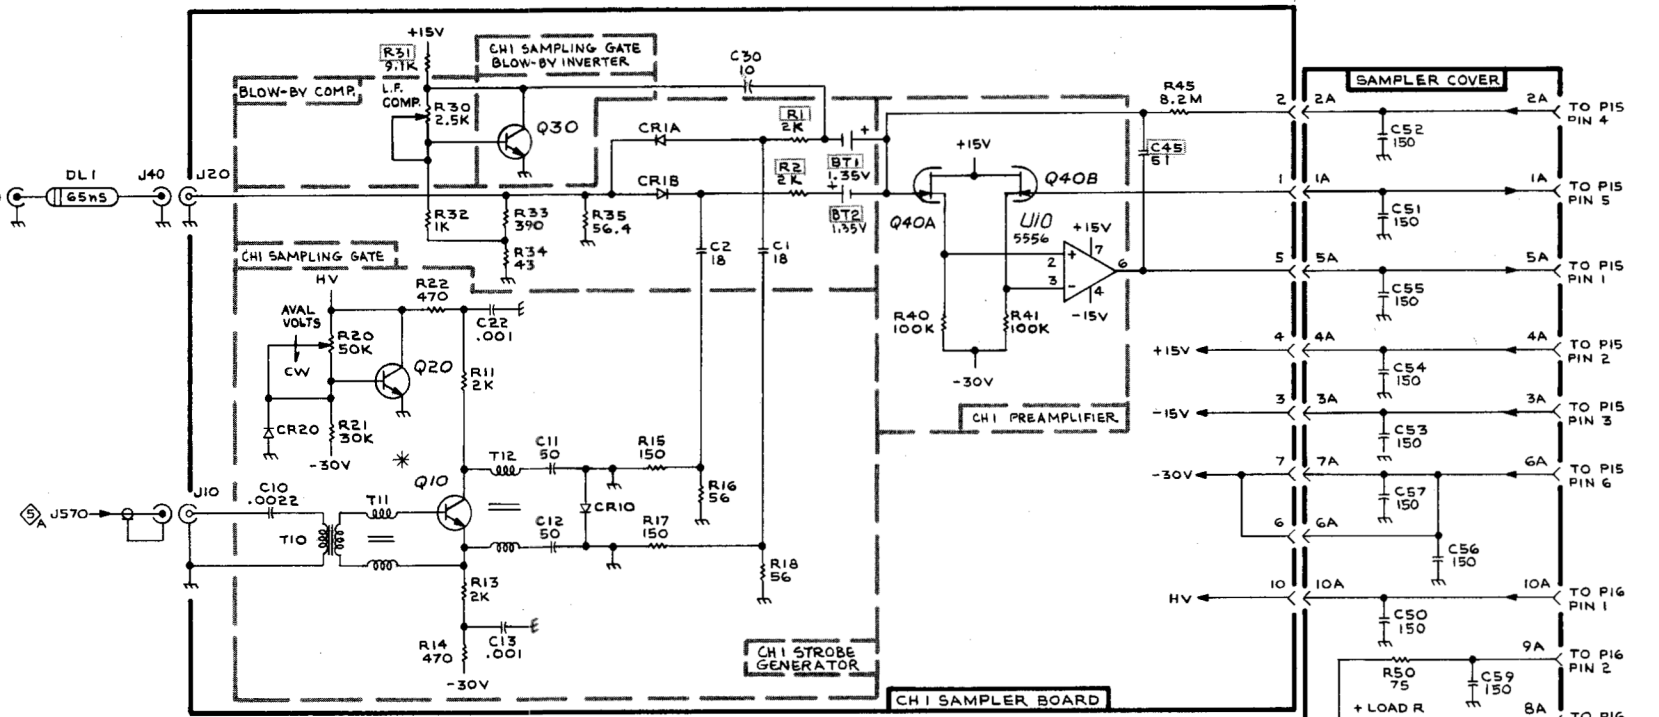 +15V
R31
9.1K
CH1 SAMPLING GATE
BLOW-BY INVERTER
C30
10
BLOW-BY COMP.
L.F.
COMP.
R30
2.5K
Q30
CR1A
R1
2K
+
BT1
1.35V
R45
8.2M
2
2A
SAMPLER COVER
2A
TO P15
PIN 4
C52
150
C45
51
+15V
DL1
65nS
J40
J20
CR1B
R2
2K
+
BT2
1.35V
Q40A
Q40B
1
1A
1A
TO P15
PIN 5
C51
150
R32
1K
R33
390
R34
43
R35
56.4
C2
18
C1
18
U10
5556
+15V
7
2
+
3
-
6
4
-15V
5
5A
5A
TO P15
PIN 1
C55
150
CH1 SAMPLING GATE
HV
AVAL
VOLTS
R20
50K
CW
R22
470
C22
.001
Q20
R11
2K
CR20
R21
30K
-30V
R40
100K
R41
100K
-30V
+15V
4
4A
4A
TO P15
PIN 2
C54
150
-15V
3
3A
3A
TO P15
PIN 3
C53
150
CH1 PREAMPLIFIER
*
-30V
7
7A
6A
TO P15
PIN 6
C57
150
6
6A
C56
150
5
A
J570
J10
C10
.0022
T10
T11
Q10
T12
C11
50
R15
150
R16
56
CR10
C12
50
R17
150
R18
56
R13
2K
C13
.001
R14
470
-30V
HV
10
10A
10A
TO P16
PIN 1
C50
150
CH1 STROBE
GENERATOR
CH1 SAMPLER BOARD
9A
TO P16
PIN 2
R50
75
C59
150
+ LOAD R
8A
TO P16